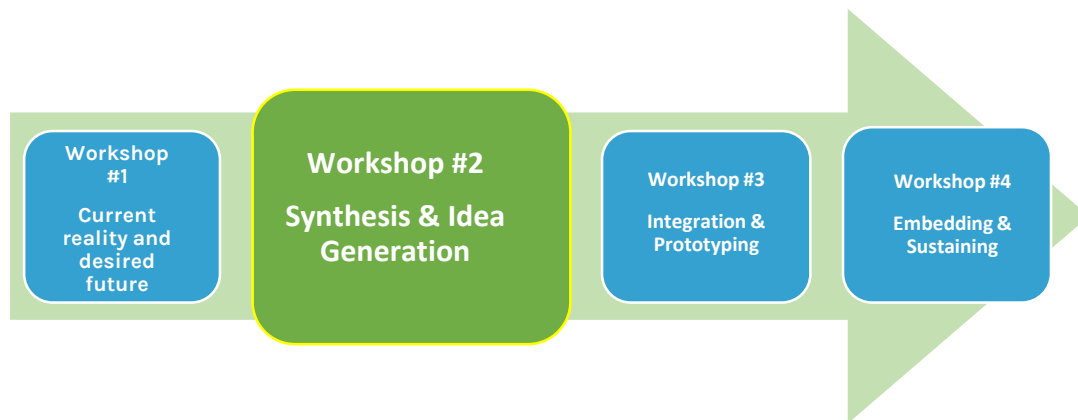 Workshop
#1
Current
reality and
desired
future
Workshop #2
Synthesis & Idea
Generation
Workshop #3
Integration &
Prototyping
Workshop #4
Embedding &
Sustaining